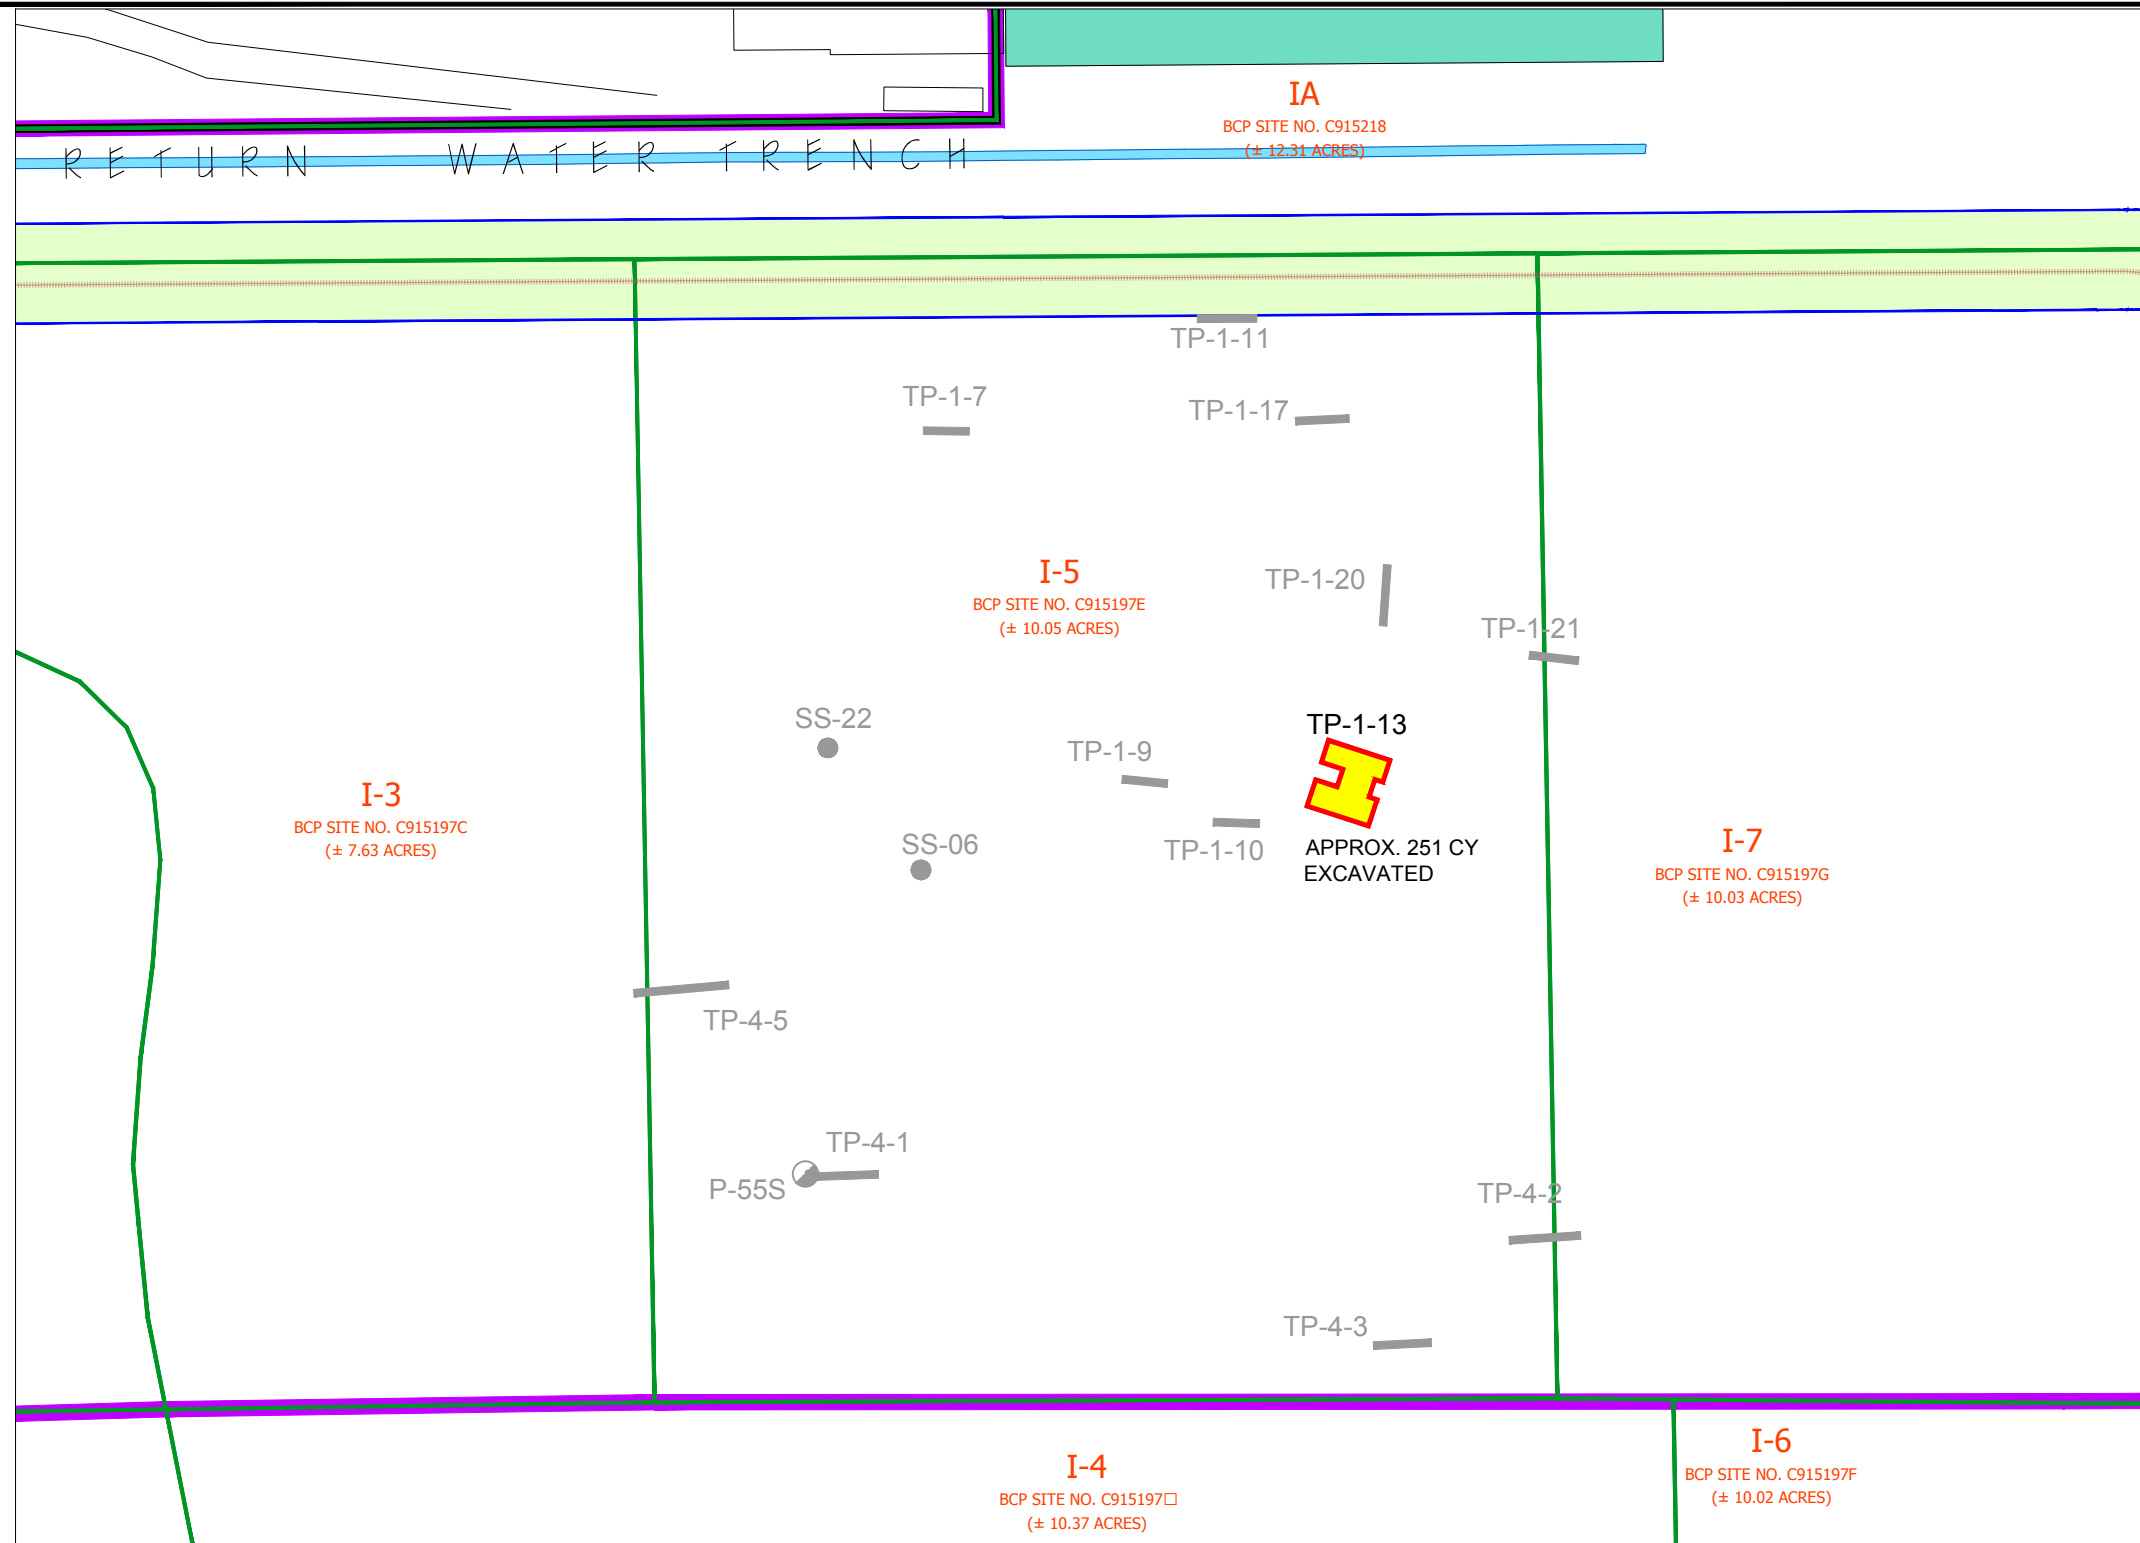 IA
BCP SITE NO. C915218
(± 12.31 ACRES)
RETURN WATER TRENCH
TP-1-11
TP-1-7
TP-1-17
I-5
BCP SITE NO. C915197E
(± 10.05 ACRES)
TP-1-20
TP-1-21
SS-22
TP-1-13
TP-1-9
I-3
BCP SITE NO. C915197C
(± 7.63 ACRES)
SS-06
TP-1-10
APPROX. 251 CY
EXCAVATED
I-7
BCP SITE NO. C915197G
(± 10.03 ACRES)
TP-4-5
TP-4-1
P-55S
TP-4-2
TP-4-3
I-4
BCP SITE NO. C915197□
(± 10.37 ACRES)
I-6
BCP SITE NO. C915197F
(± 10.02 ACRES)